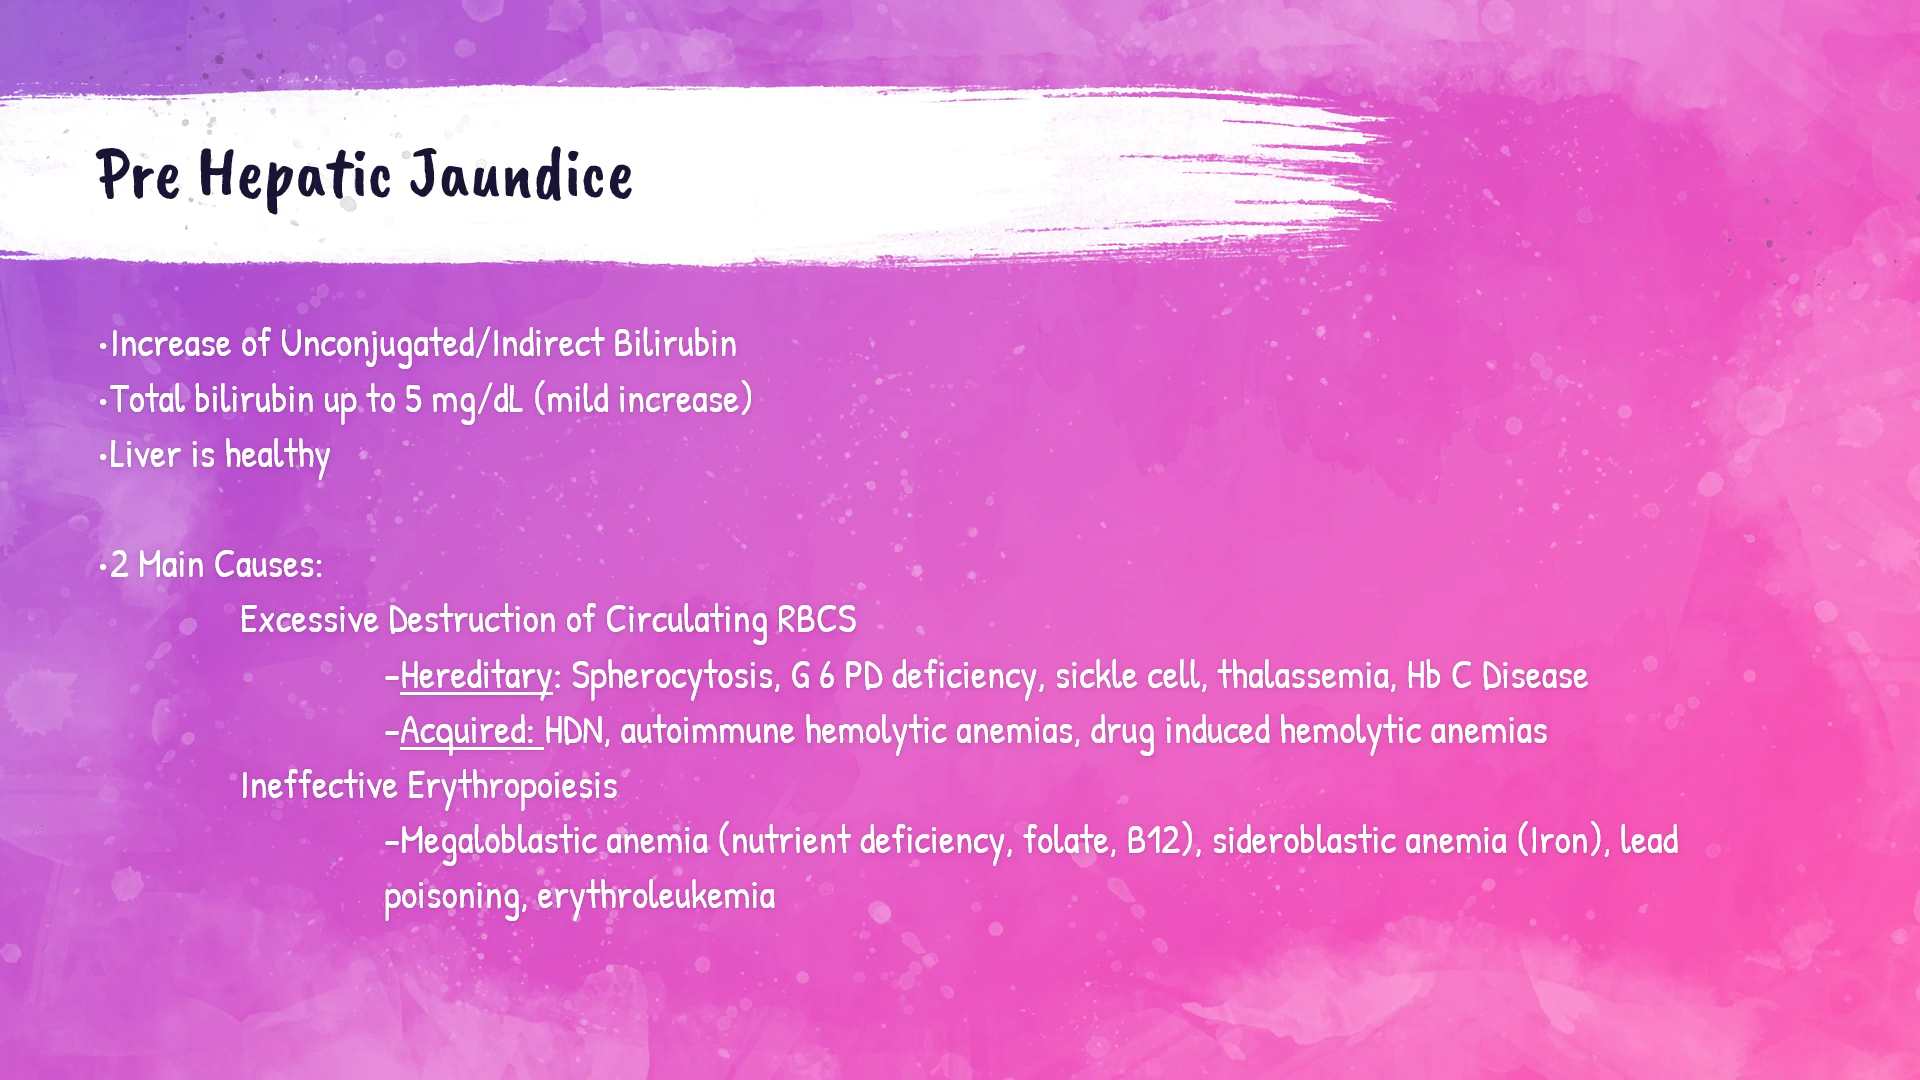 Pre Hepatic Jaundice
•Increase of Unconjugated/Indirect Bilirubin
•Total bilirubin up to 5 mg/dL (mild increase)
•Liver is healthy
•2 Main Causes:
Excessive Destruction of Circulating RBCS
–Hereditary: Spherocytosis, G 6 PD deficiency, sickle cell, thalassemia, Hb C Disease
–Acquired: HDN, autoimmune hemolytic anemias, drug induced hemolytic anemias
Ineffective Erythropoiesis
–Megaloblastic anemia (nutrient deficiency, folate, B12), sideroblastic anemia (Iron), lead
poisoning, erythroleukemia